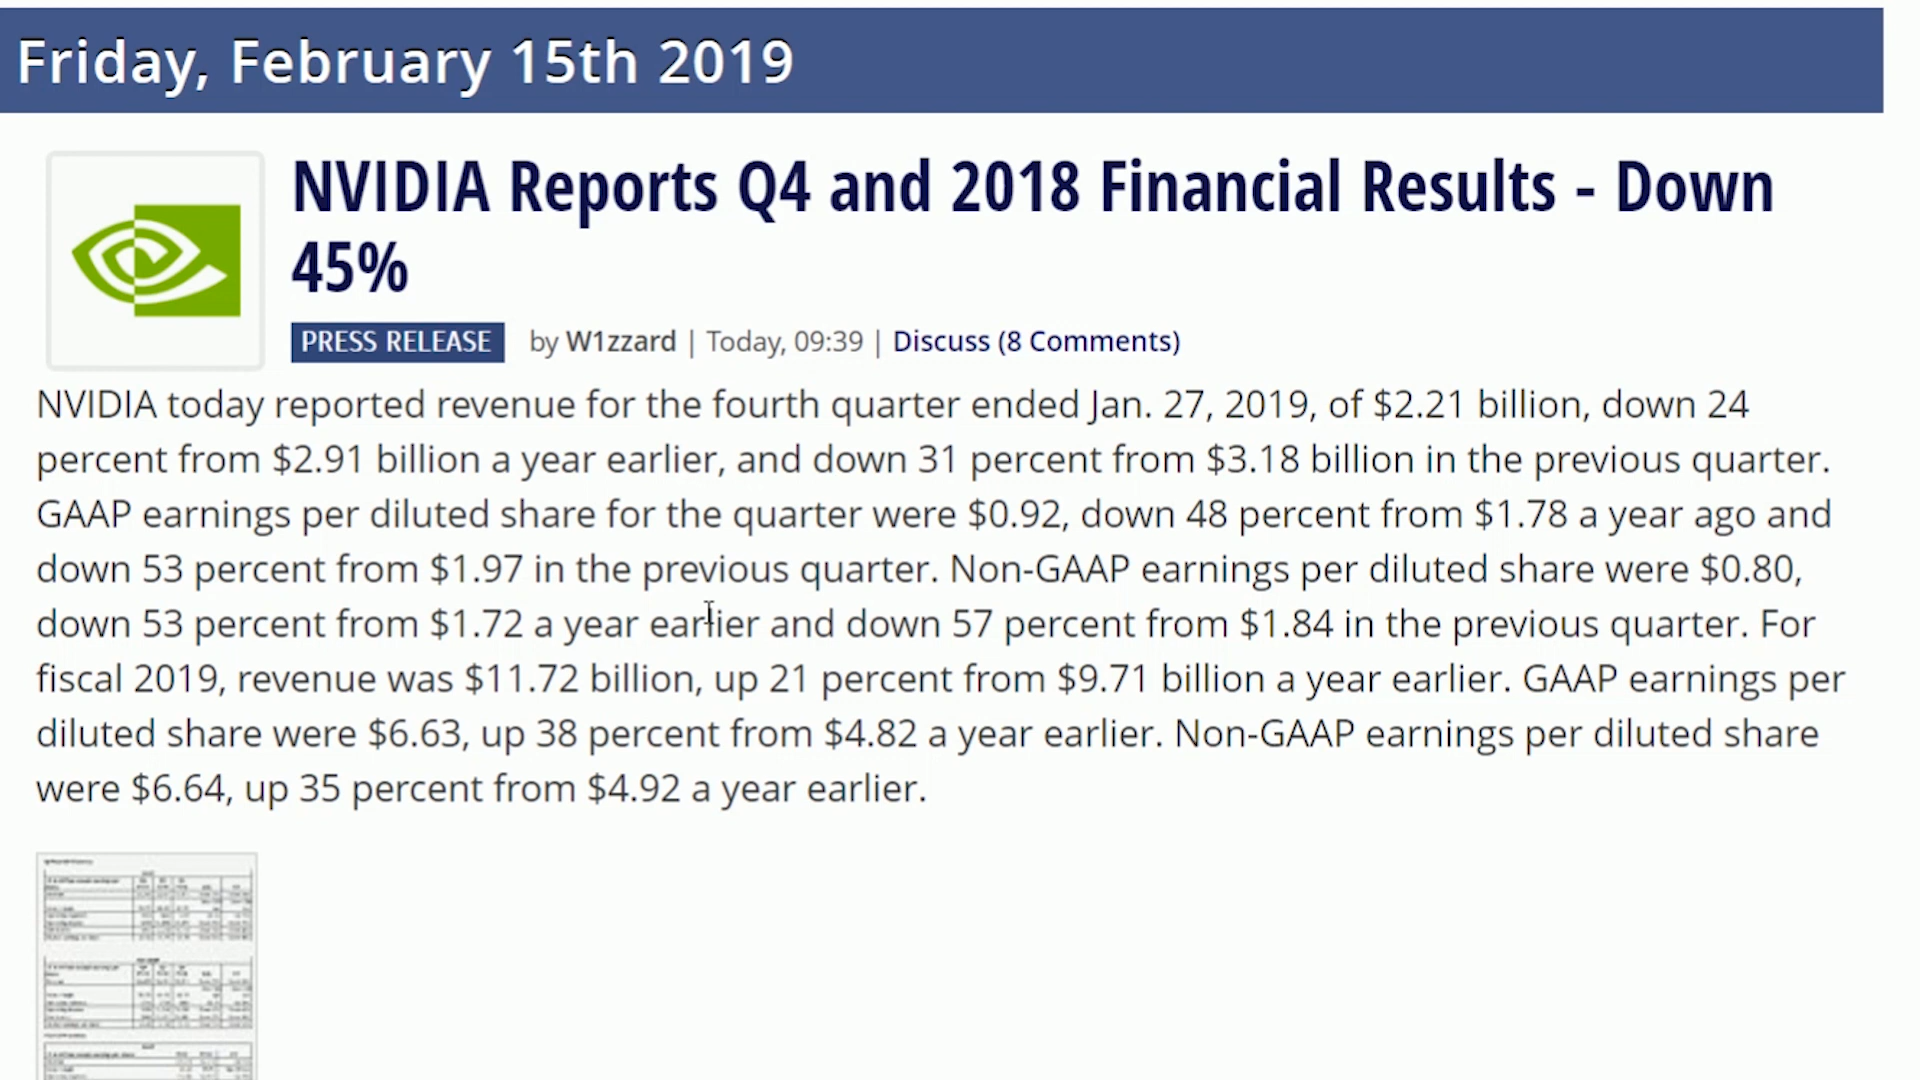 Friday, February 15th 2019
NVIDIA Reports Q4 and 2018 Financial Results - Down
45%
PRESS RELEASE by W1zzard | Today, 09:39 | Discuss (8 Comments)
NVIDIA today reported revenue for the fourth quarter ended Jan. 27, 2019, of $2.21 billion, down 24
percent from $2.91 billion a year earlier, and down 31 percent from $3.18 billion in the previous quarter.
GAAP earnings per diluted share for the quarter were $0.92, down 48 percent from $1.78 a year ago and
down 53 percent from $1.97 in the previous quarter. Non-GAAP earnings per diluted share were $0.80,
down 53 percent from $1.72 a year earlier and down 57 percent from $1.84 in the previous quarter. For
fiscal 2019, revenue was $11.72 billion, up 21 percent from $9.71 billion a year earlier. GAAP earnings per
diluted share were $6.63, up 38 percent from $4.82 a year earlier. Non-GAAP earnings per diluted share
were $6.64, up 35 percent from $4.92 a year earlier.